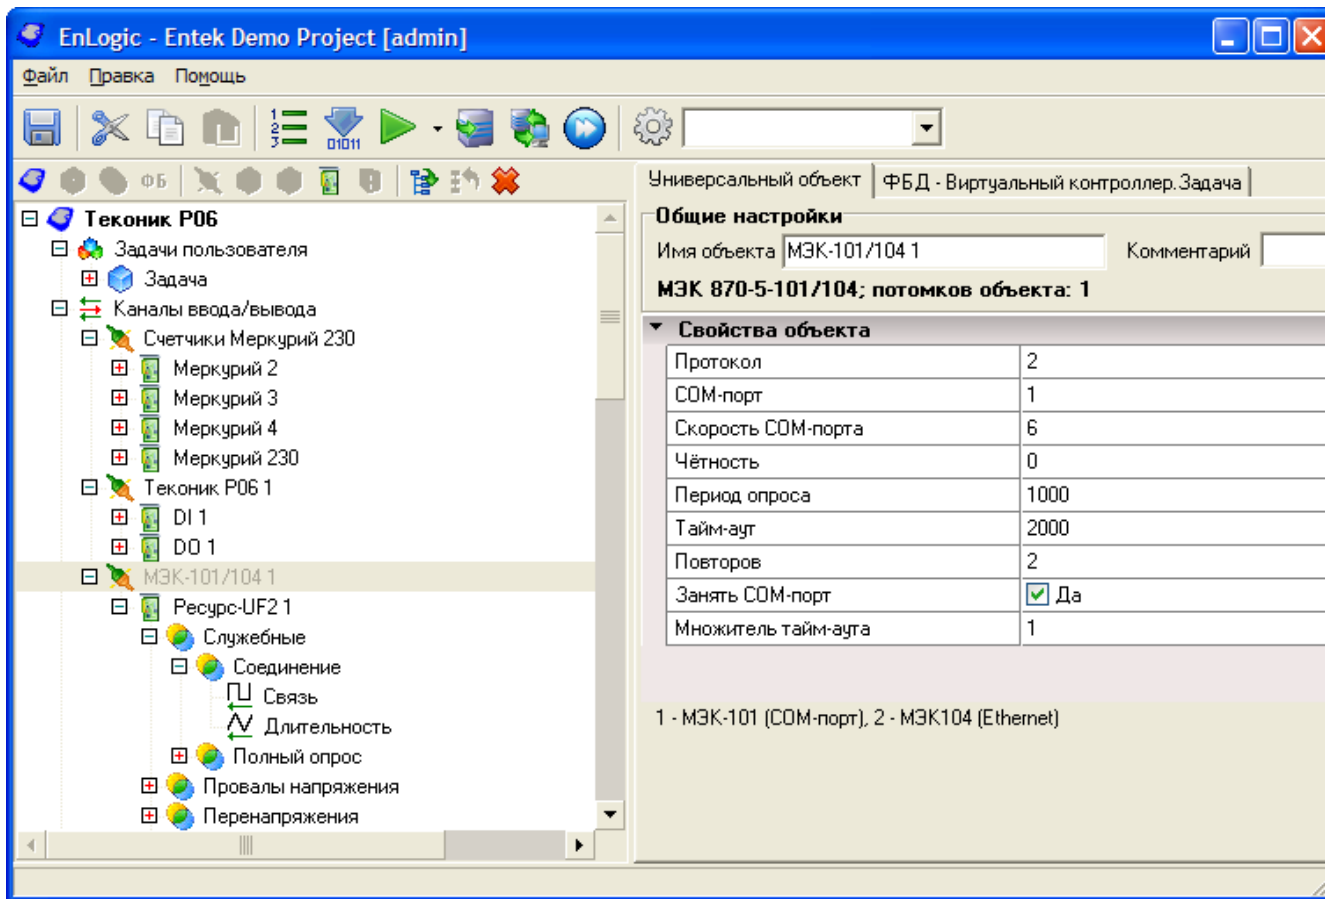 EnLogic - Entek Demo Project [admin]
Файл Правка Помощь
1
2
3
01011
ФБ
Теконик P06
Задачи пользователя
Задача
Каналы ввода/вывода
Счетчики Меркурий 230
Меркурий 2
Меркурий 3
Меркурий 4
Меркурий 230
Теконик P06 1
DI 1
DO 1
МЭК-101/104 1
Ресурс-UF2 1
Служебные
Соединение
Связь
Длительность
Полный опрос
Провалы напряжения
Перенапряжения
Универсальный объект ФБД - Виртуальный контроллер.Задача
Общие настройки
Имя объекта МЭК-101/104 1 Комментарий
МЭК 870-5-101/104; потомков объекта: 1
Свойства объекта
Протокол 2
COM-порт 1
Скорость COM-порта 6
Чётность 0
Период опроса 1000
Тайм-аут 2000
Повторов 2
Занять COM-порт Да
Множитель тайм-аута 1
1 - МЭК-101 (COM-порт), 2 - МЭК104 (Ethernet)